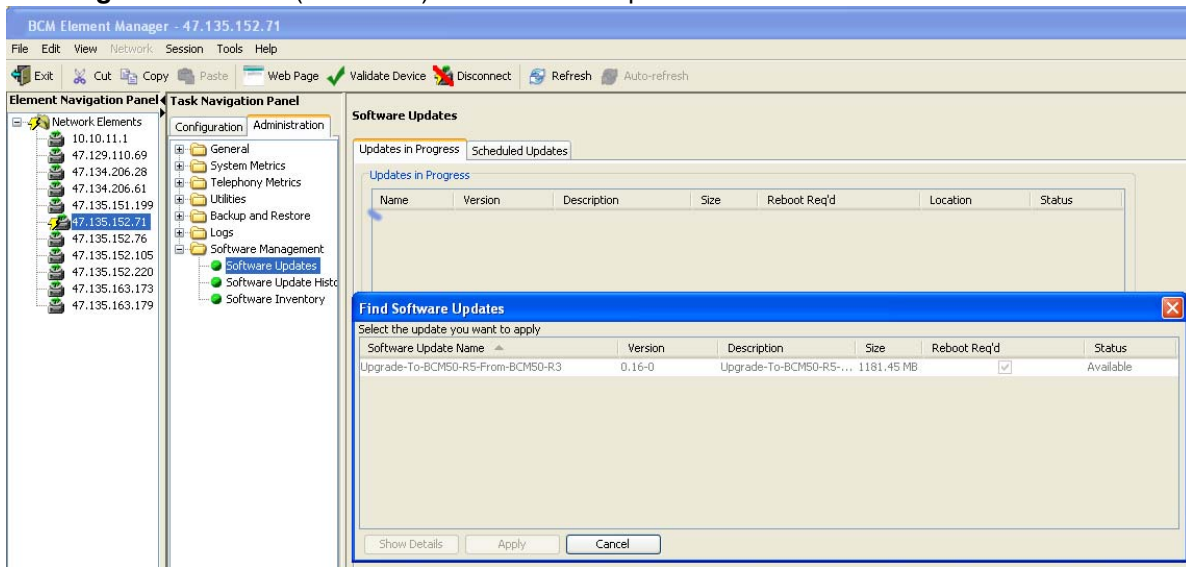 BCM Element Manager - 47.135.152.71
File Edit View Network Session Tools Help
Exit Cut Copy Paste Web Page Validate Device Disconnect Refresh Auto-refresh
Element Navigation Panel
Network Elements
10.10.11.1
47.129.110.69
47.134.206.28
47.134.206.61
47.135.151.199
47.135.152.71
47.135.152.76
47.135.152.105
47.135.152.220
47.135.163.173
47.135.163.179
Task Navigation Panel
Configuration Administration
General
System Metrics
Telephony Metrics
Utilities
Backup and Restore
Logs
Software Management
Software Updates
Software Update Histo
Software Inventory
Software Updates
Updates in Progress Scheduled Updates
Updates in Progress
Name Version Description Size Reboot Req'd Location Status
Find Software Updates
Select the update you want to apply
Software Update Name Version Description Size Reboot Req'd Status
Upgrade-To-BCM50-R5-From-BCM50-R3 0.16-0 Upgrade-To-BCM50-R5-... 1181.45 MB Available
Show Details Apply Cancel